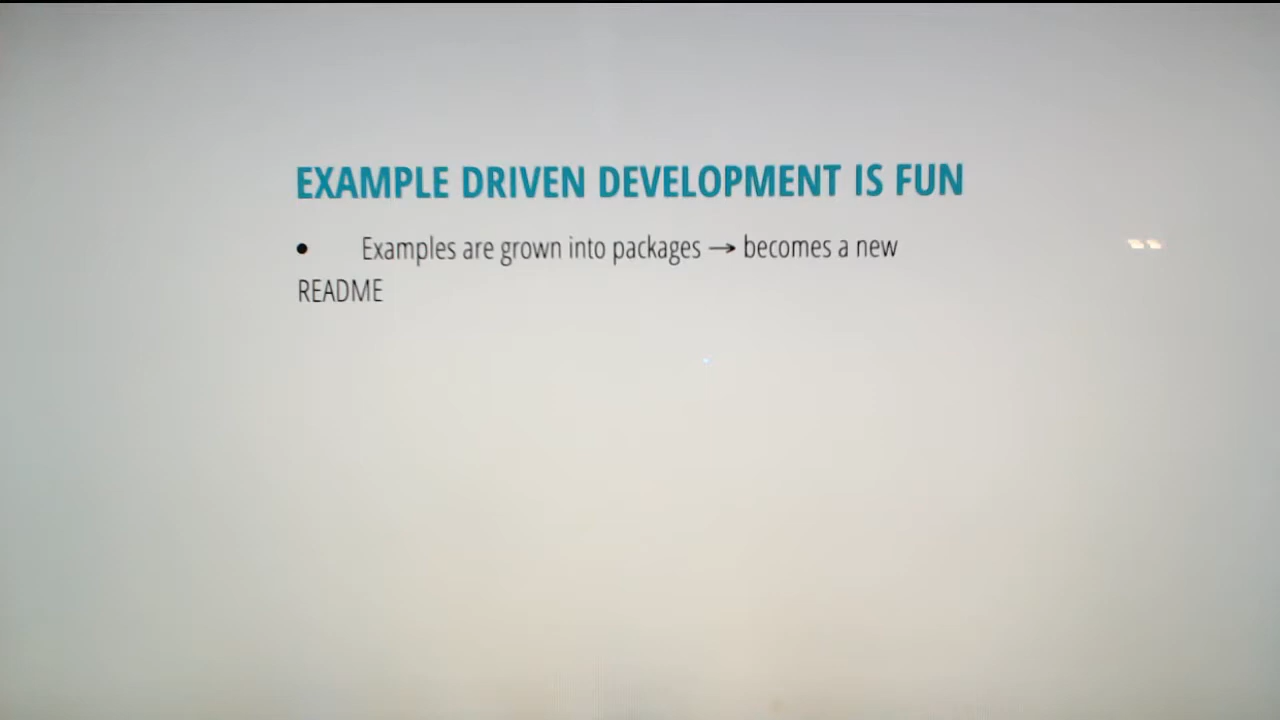 EXAMPLE DRIVEN DEVELOPMENT IS FUN
• Examples are grown into packages → becomes a new
README